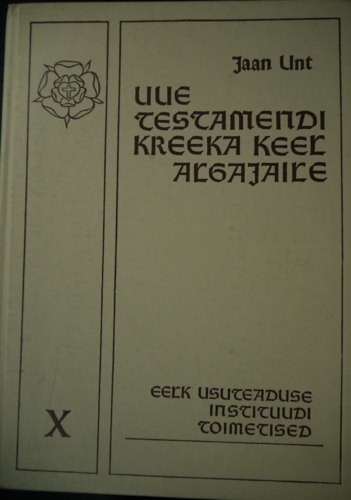 Jaan Unt
UUE
TESTAMENDI
KREEKA KEEL
ALGAJAILE
EELK USUTEADUSE
INSTITUUDI
TOIMETISED
X